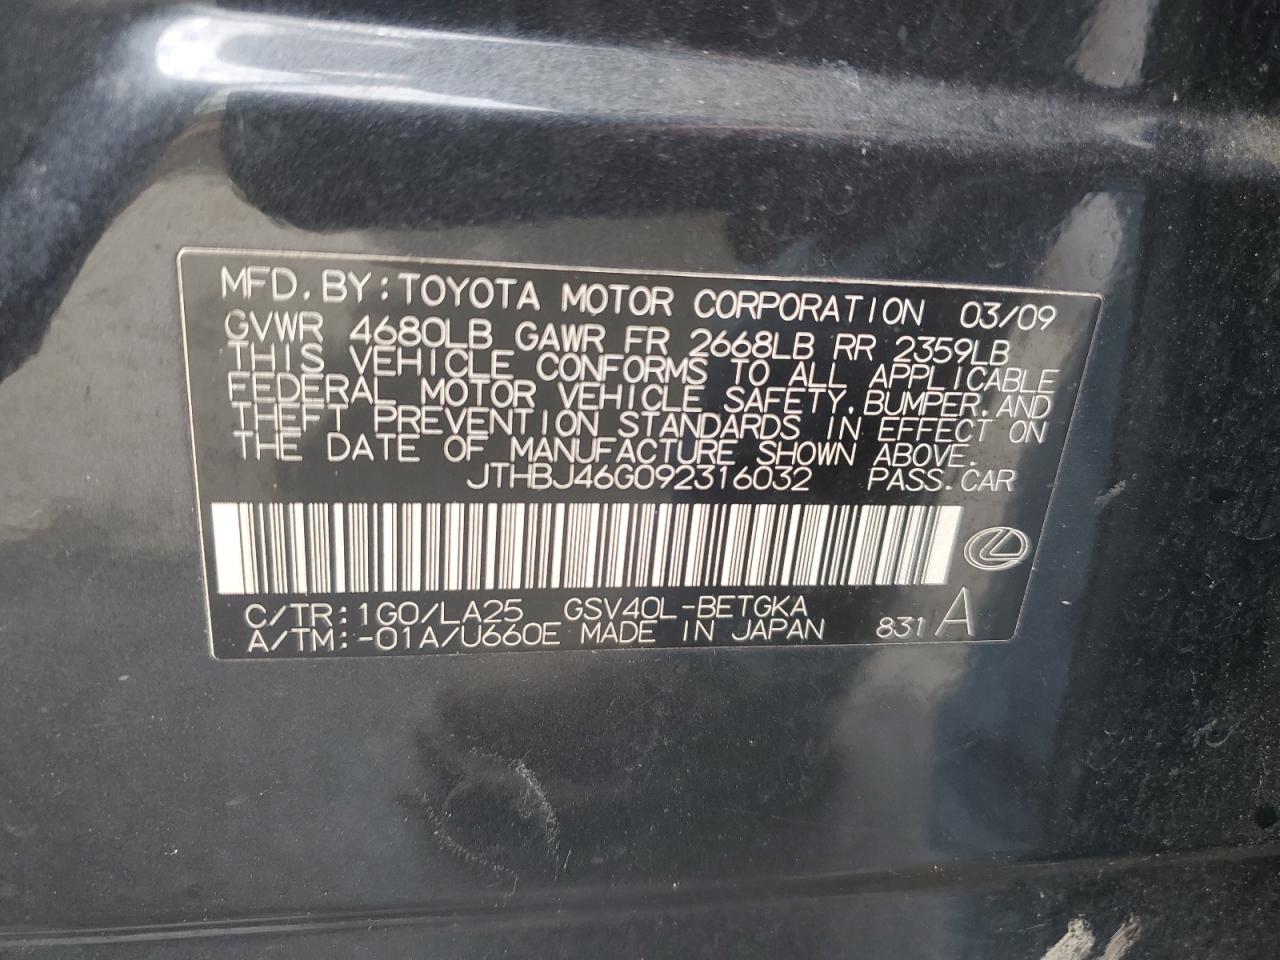 MFD. BY: TOYOTA MOTOR CORPORATION 03/09
GVWR 4680LB GAWR FR 2668LB RR 2359LB
THIS VEHICLE CONFORMS TO ALL APPLICABLE
FEDERAL MOTOR VEHICLE SAFETY, BUMPER, AND
THEFT PREVENTION STANDARDS IN EFFECT ON
THE DATE OF MANUFACTURE SHOWN ABOVE.
JTHBJ46G092316032 PASS. CAR
C/TR: 1G0/LA25 GSV40L-BETGKA
A/TM: -01A/U660E MADE IN JAPAN 831 A